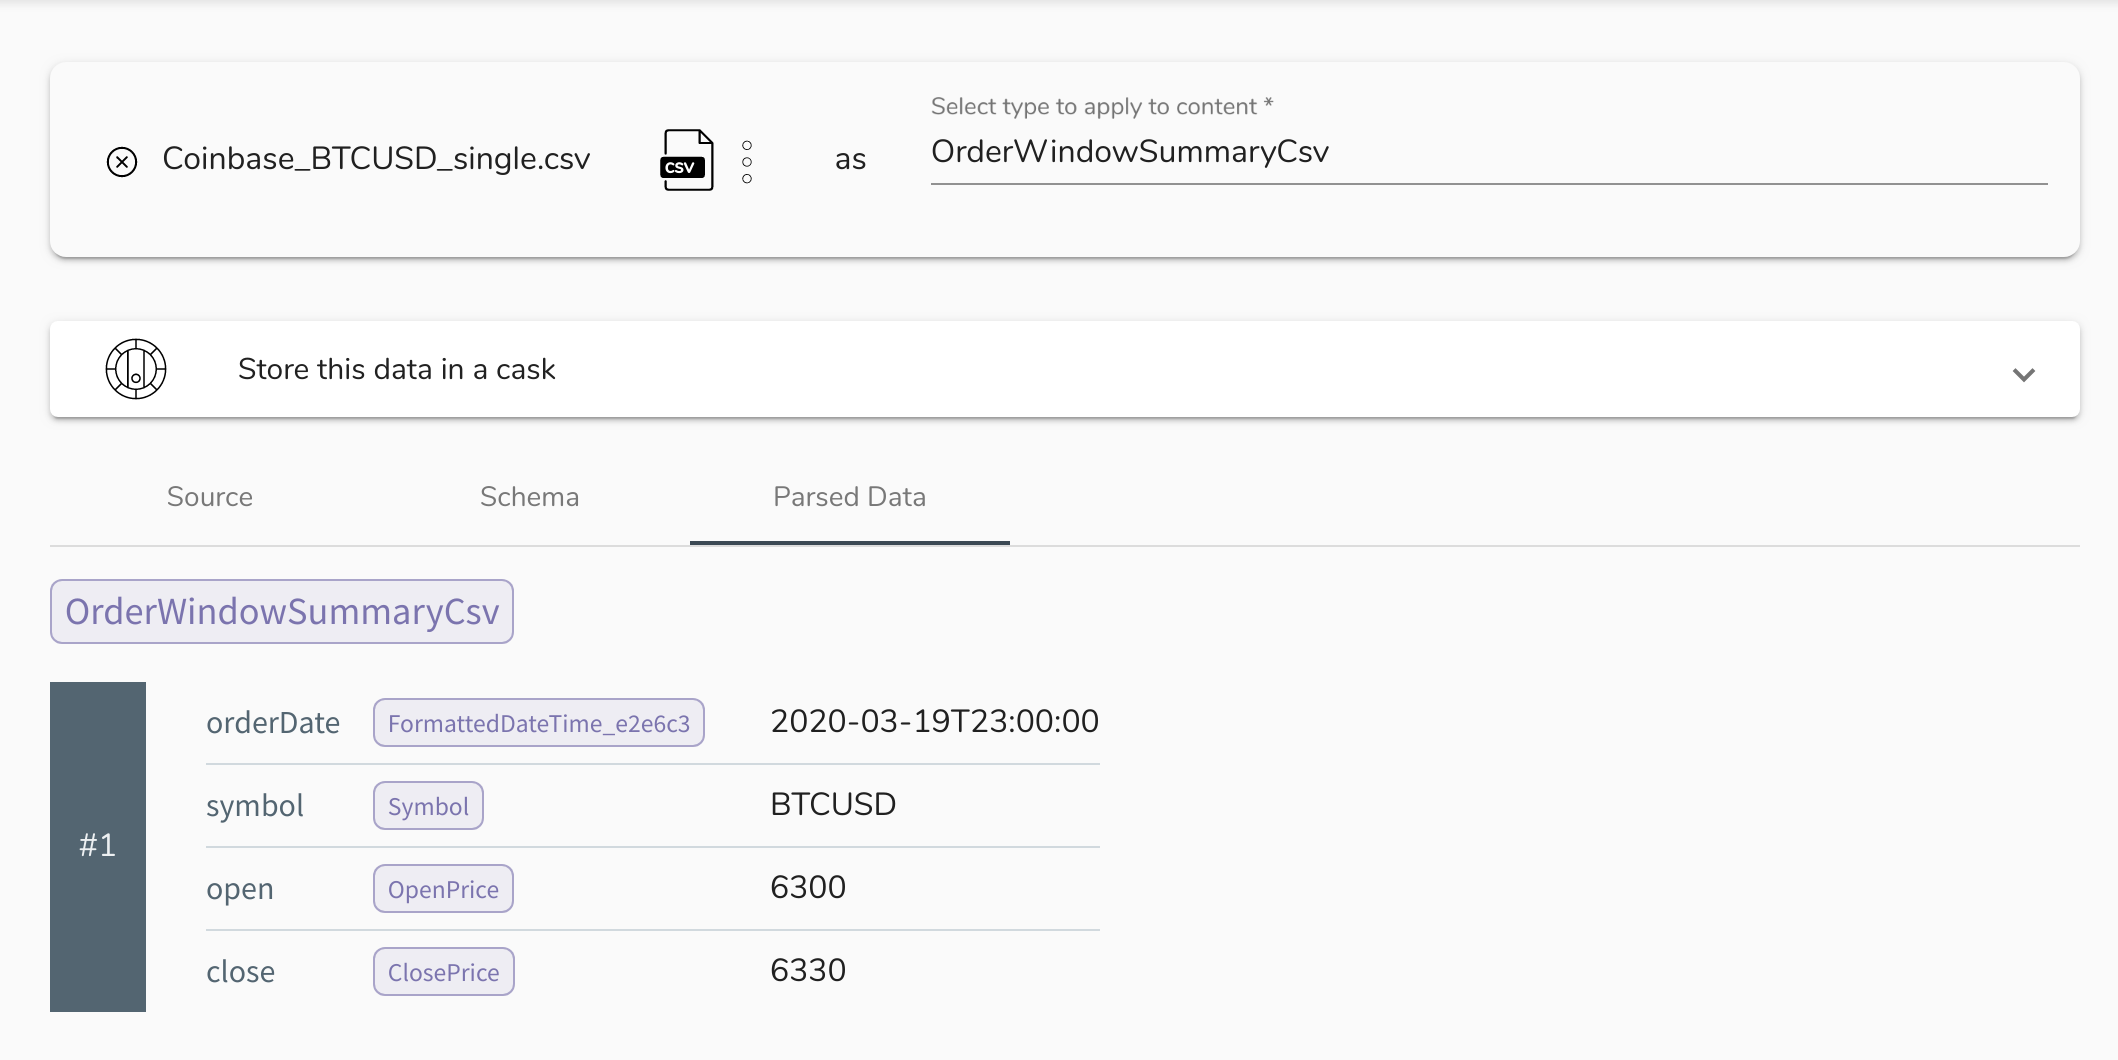 Select type to apply to content *
Coinbase_BTCUSD_single.csv CSV as OrderWindowSummaryCsv
Store this data in a cask
Source Schema Parsed Data
OrderWindowSummaryCsv
#1
orderDate FormattedDateTime_e2e6c3 2020-03-19T23:00:00
symbol Symbol BTCUSD
open OpenPrice 6300
close ClosePrice 6330